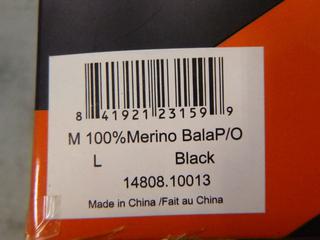 8 41921 23159 9
M 100%Merino BalaP/O
L Black
14808.10013
Made in China /Fait au China